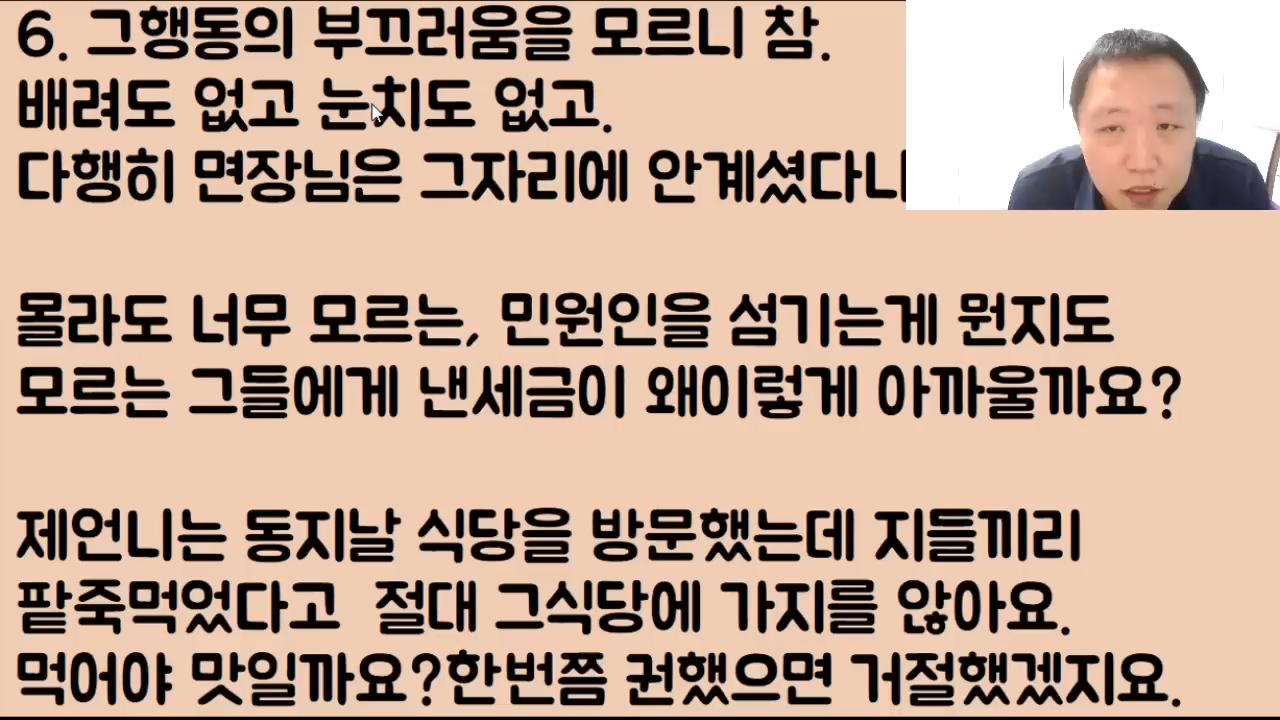 6. 그행동의 부끄러움을 모르니 참.
배려도 없고 눈치도 없고.
다행히 면장님은 그자리에 안계셨다니
몰라도 너무 모르는, 민원인을 섬기는게 뭔지도
모르는 그들에게 낸세금이 왜이렇게 아까울까요?
제언니는 동지날 식당을 방문했는데 지들끼리
팥죽먹었다고 절대 그식당에 가지를 않아요.
먹어야 맛일까요?한번쯤 권했으면 거절했겠지요.